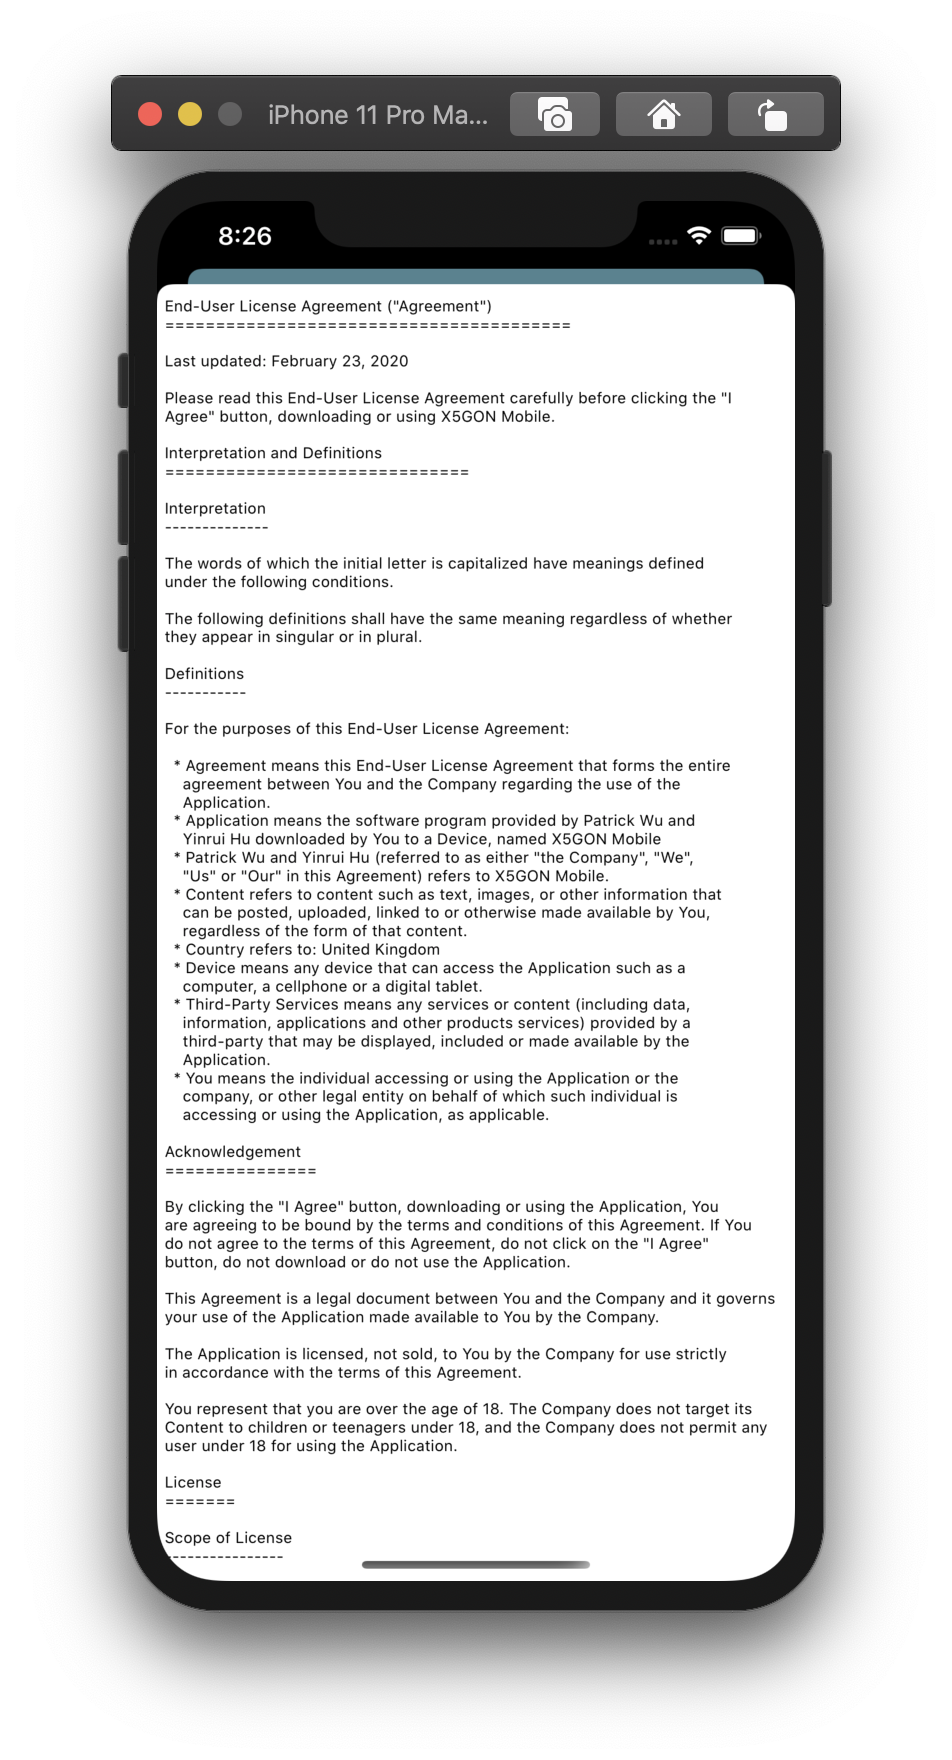 iPhone 11 Pro Ma...
8:26
End-User License Agreement ("Agreement")
========================================
Last updated: February 23, 2020
Please read this End-User License Agreement carefully before clicking the "I
Agree" button, downloading or using X5GON Mobile.
Interpretation and Definitions
==============================
Interpretation
--------------
The words of which the initial letter is capitalized have meanings defined
under the following conditions.
The following definitions shall have the same meaning regardless of whether
they appear in singular or in plural.
Definitions
-----------
For the purposes of this End-User License Agreement:
* Agreement means this End-User License Agreement that forms the entire
agreement between You and the Company regarding the use of the
Application.
* Application means the software program provided by Patrick Wu and
Yinrui Hu downloaded by You to a Device, named X5GON Mobile
* Patrick Wu and Yinrui Hu (referred to as either "the Company", "We",
"Us" or "Our" in this Agreement) refers to X5GON Mobile.
* Content refers to content such as text, images, or other information that
can be posted, uploaded, linked to or otherwise made available by You,
regardless of the form of that content.
* Country refers to: United Kingdom
* Device means any device that can access the Application such as a
computer, a cellphone or a digital tablet.
* Third-Party Services means any services or content (including data,
information, applications and other products services) provided by a
third-party that may be displayed, included or made available by the
Application.
* You means the individual accessing or using the Application or the
company, or other legal entity on behalf of which such individual is
accessing or using the Application, as applicable.
Acknowledgement
===============
By clicking the "I Agree" button, downloading or using the Application, You
are agreeing to be bound by the terms and conditions of this Agreement. If You
do not agree to the terms of this Agreement, do not click on the "I Agree"
button, do not download or do not use the Application.
This Agreement is a legal document between You and the Company and it governs
your use of the Application made available to You by the Company.
The Application is licensed, not sold, to You by the Company for use strictly
in accordance with the terms of this Agreement.
You represent that you are over the age of 18. The Company does not target its
Content to children or teenagers under 18, and the Company does not permit any
user under 18 for using the Application.
License
=======
Scope of License
----------------